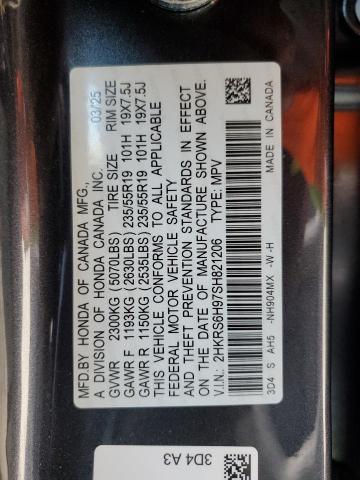 MFD.BY HONDA OF CANADA MFG., 03/25
A DIVISION OF HONDA CANADA INC.
GVWR 2300KG (5070LBS) TIRE SIZE RIM SIZE
GAWR F 1193KG (2630LBS) 235/55R19 101H 19X7.5J
GAWR R 1150KG (2535LBS) 235/55R19 101H 19X7.5J
THIS VEHICLE CONFORMS TO ALL APPLICABLE
FEDERAL MOTOR VEHICLE SAFETY
AND THEFT PREVENTION STANDARDS IN EFFECT
ON THE DATE OF MANUFACTURE SHOWN ABOVE.
V.I.N.: 2HKRS6H97SH821206 TYPE: MPV
3D4 S AH5 -NH904MX -W -H MADE IN CANADA
3D4 A3